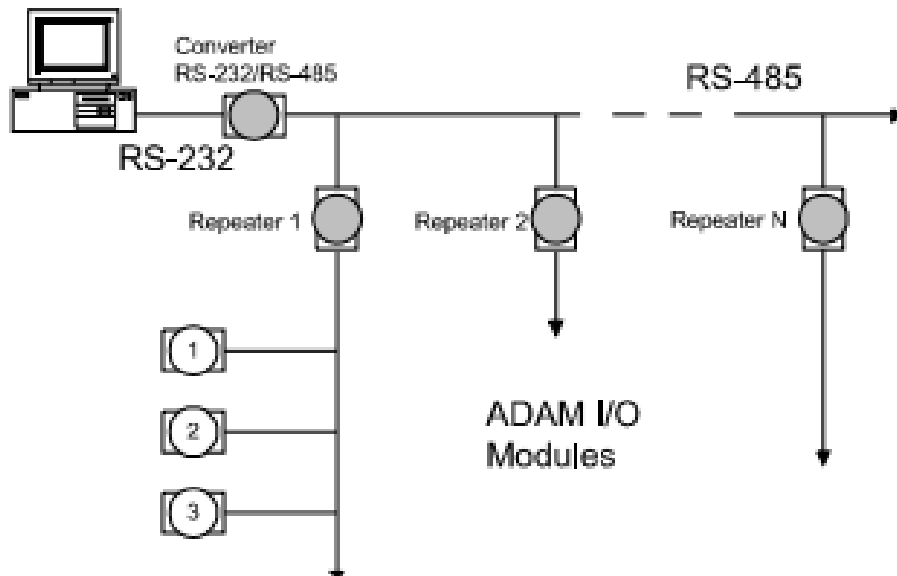 Converter
RS-232/RS-485
RS-485
RS-232
Repeater 1
Repeater 2
Repeater N
1
2
3
ADAM I/O
Modules